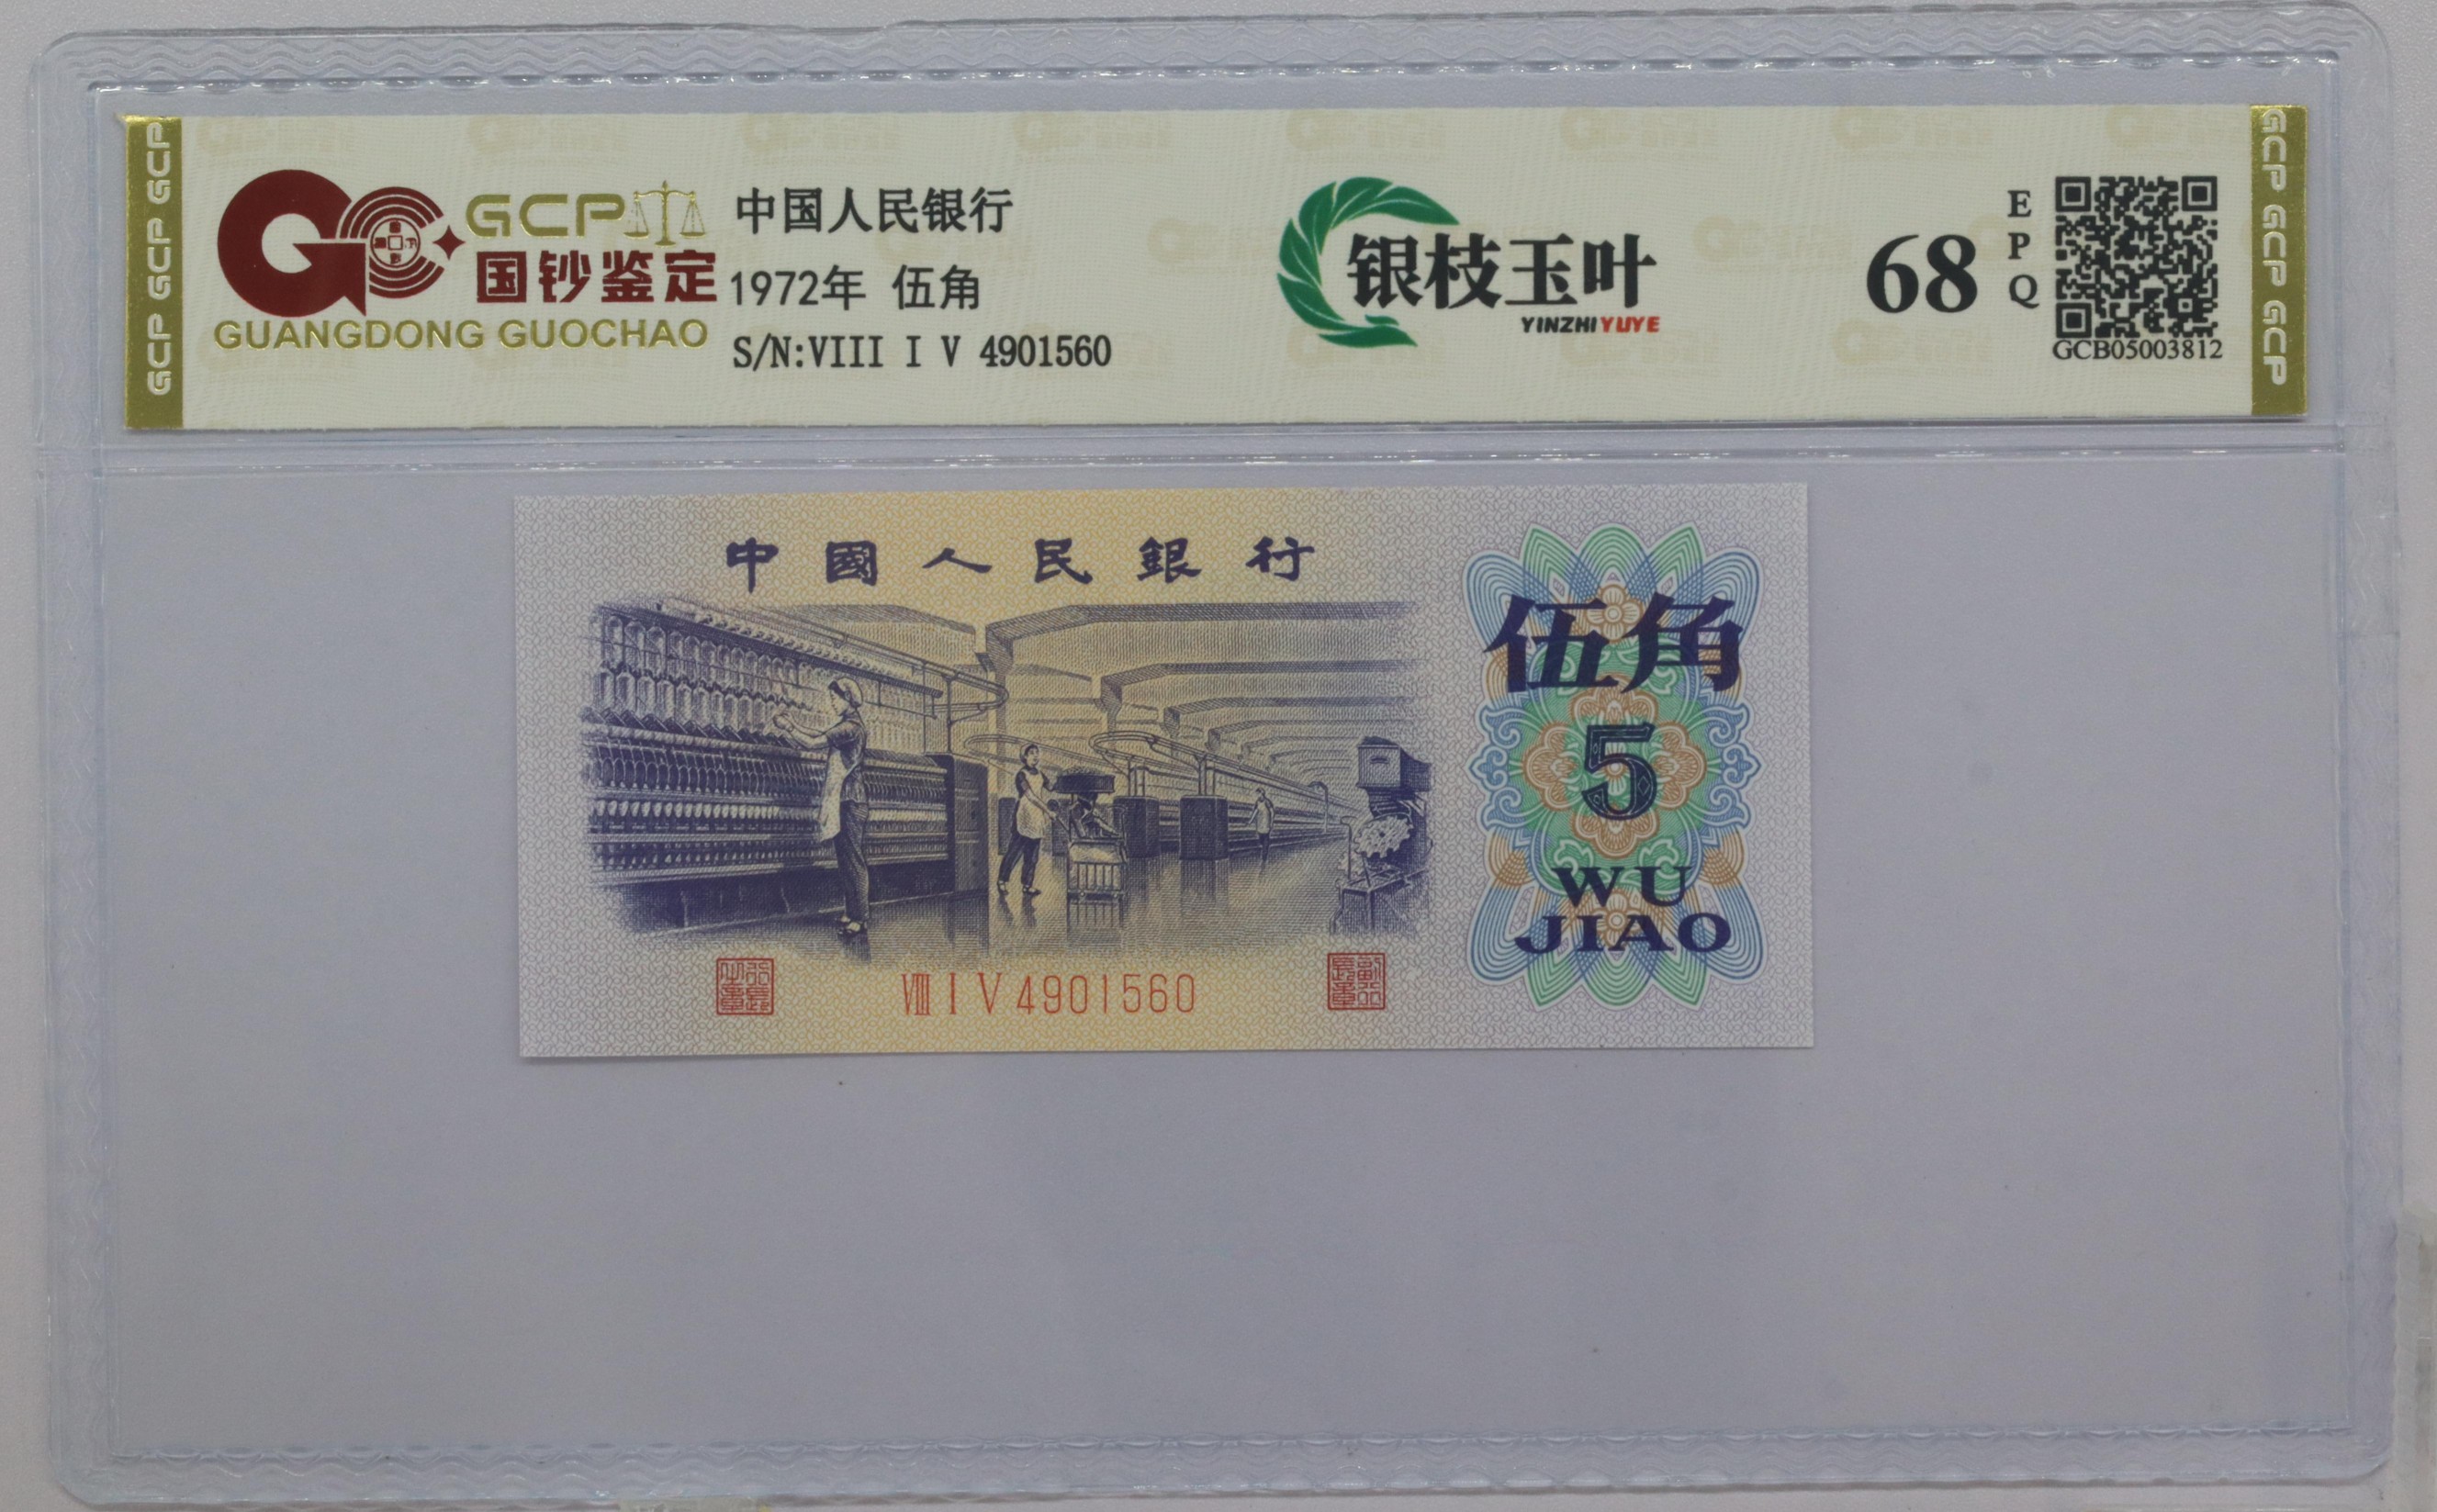 GCP GCP GCP
GCP
国钞鉴定
GUANGDONG GUOCHAO
中国人民银行
1972年 伍角
S/N:VIII I V 4901560
银枝玉叶
YINZHIYUYE
68
EPQ
GCB05003812
GCP GCP GCP
中國人民銀行
伍角
5
WU
JIAO
VIII I V 4901560